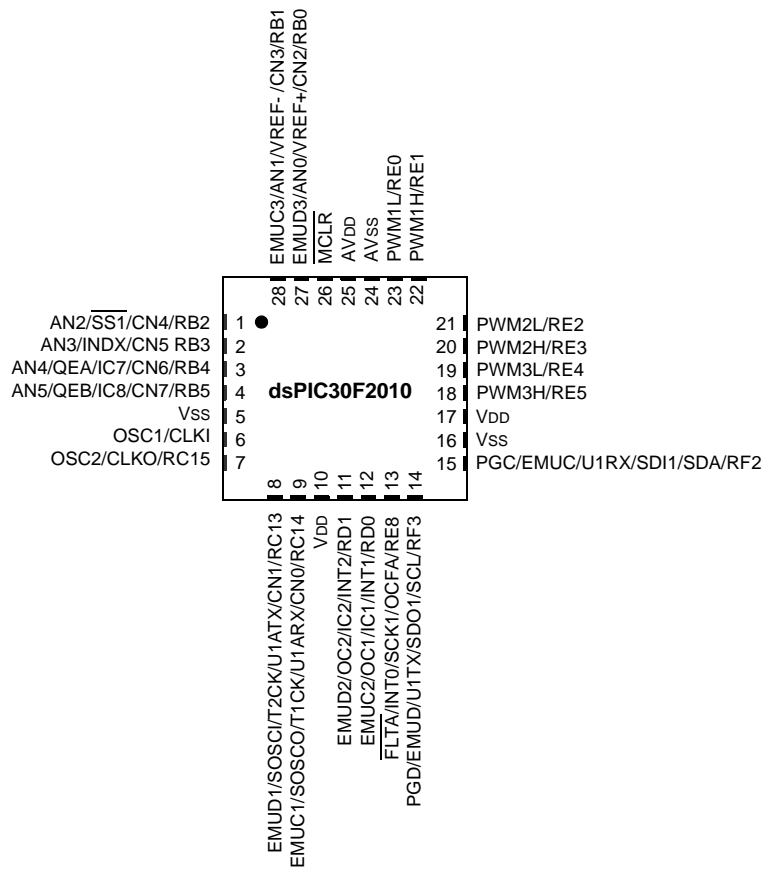 EMUC3/AN1/VREF- /CN3/RB1
EMUD3/AN0/VREF+/CN2/RB0
MCLR
AVDD
AVSS
PWM1L/RE0
PWM1H/RE1
28 27 26 25 24 23 22
AN2/SS1/CN4/RB2 1
AN3/INDX/CN5 RB3 2
AN4/QEA/IC7/CN6/RB4 3
AN5/QEB/IC8/CN7/RB5 4
VSS 5
OSC1/CLKI 6
OSC2/CLKO/RC15 7
dsPIC30F2010
21 PWM2L/RE2
20 PWM2H/RE3
19 PWM3L/RE4
18 PWM3H/RE5
17 VDD
16 VSS
15 PGC/EMUC/U1RX/SDI1/SDA/RF2
8 9 10 11 12 13 14
EMUD1/SOSCI/T2CK/U1ATX/CN1/RC13
EMUC1/SOSCO/T1CK/U1ARX/CN0/RC14
VDD
EMUD2/OC2/IC2/INT2/RD1
EMUC2/OC1/IC1/INT1/RD0
FLTA/INT0/SCK1/OCFA/RE8
PGD/EMUD/U1TX/SDO1/SCL/RF3